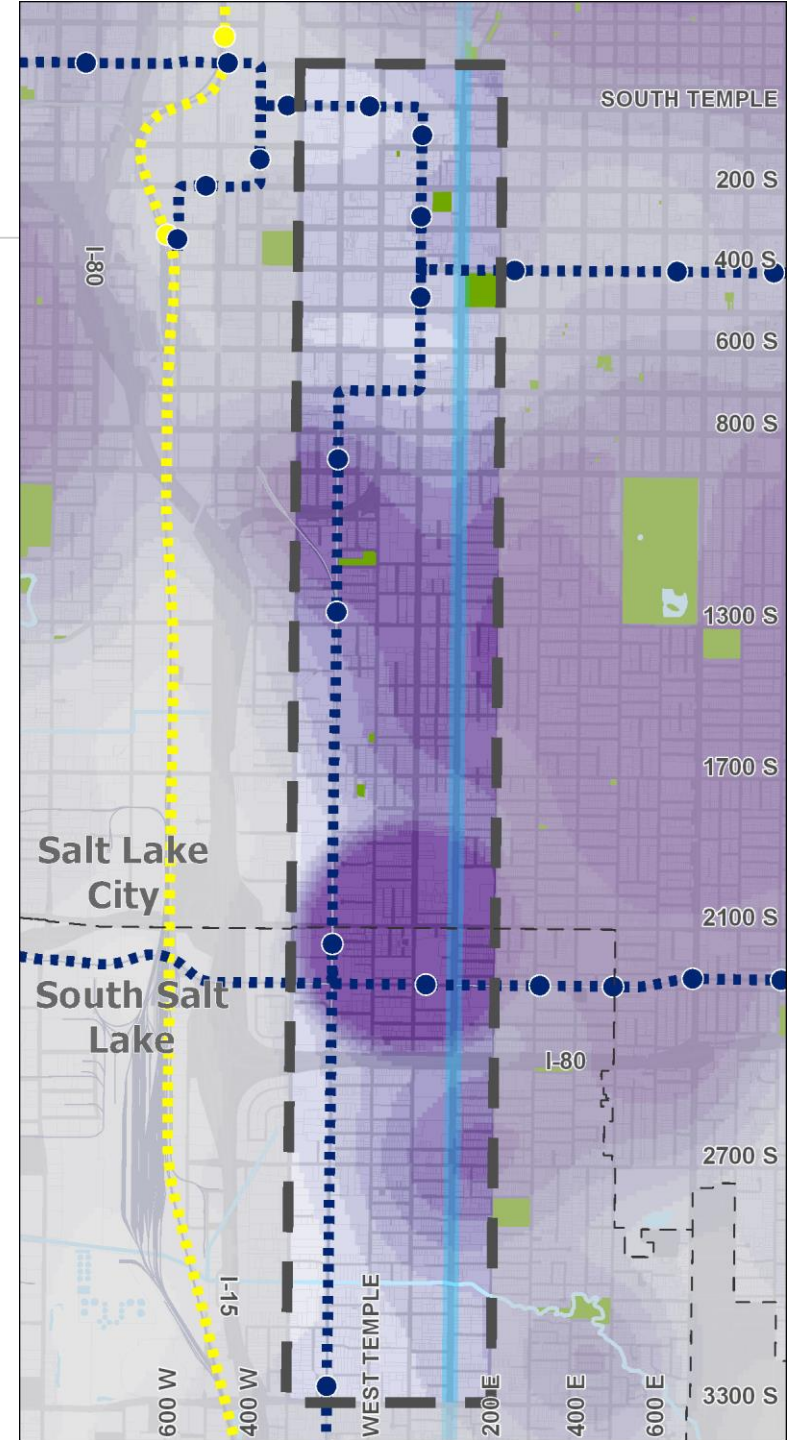 SOUTH TEMPLE
200 S
I-80
400 S
600 S
800 S
1300 S
1700 S
Salt Lake
City
2100 S
South Salt
Lake
I-80
2700 S
I-15
600 W
400 W
WEST TEMPLE
200 E
400 E
600 E
3300 S